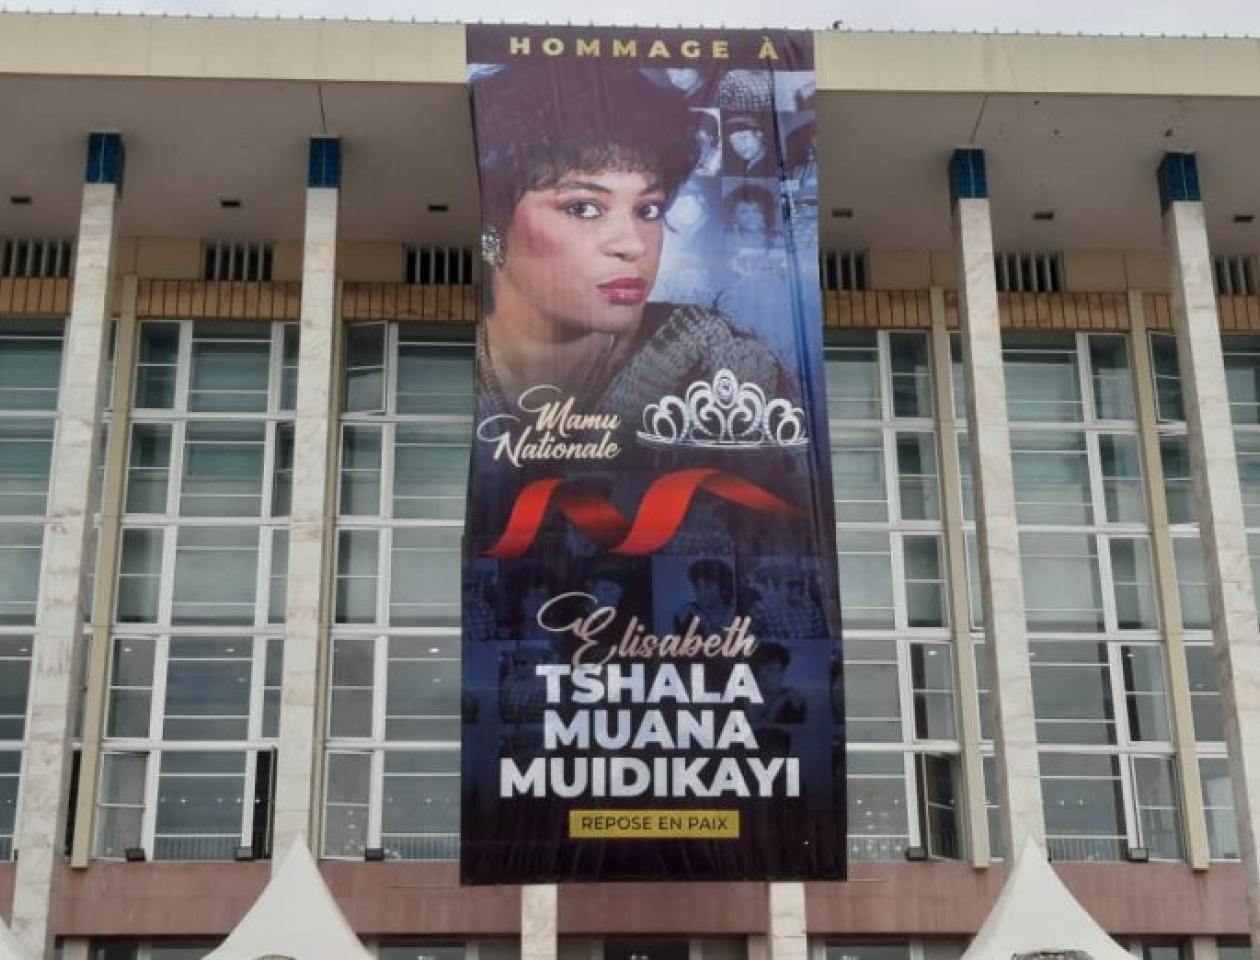 HOMMAGE À
Mamu
Nationale
Elisabeth
TSHALA
MUANA
MUIDIKAYI
REPOSE EN PAIX